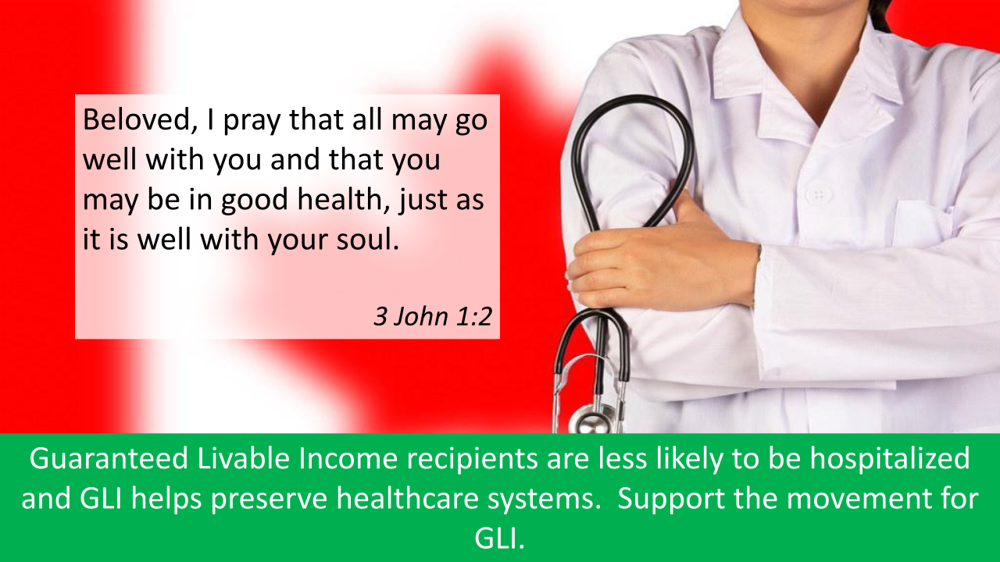 Beloved, I pray that all may go
well with you and that you
may be in good health, just as
it is well with your soul.
3 John 1:2
Guaranteed Livable Income recipients are less likely to be hospitalized
and GLI helps preserve healthcare systems.  Support the movement for
GLI.